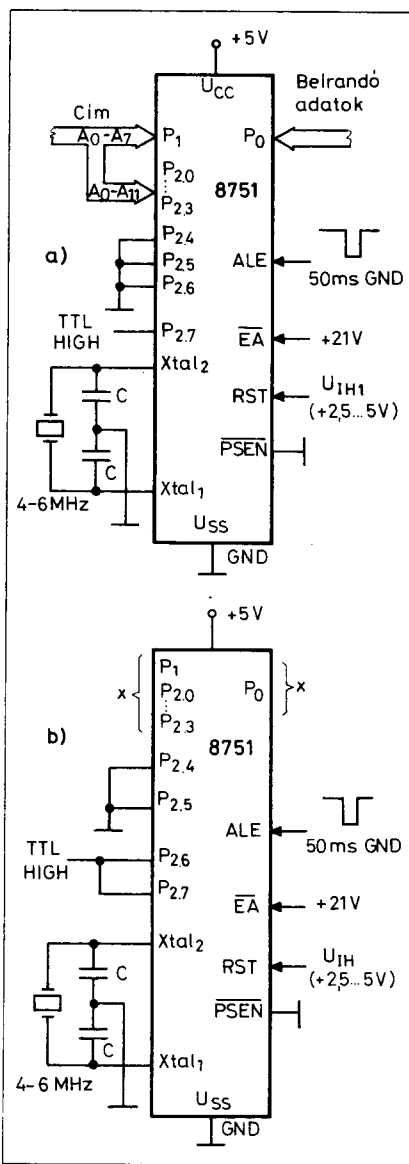 +5V
U_CC
Cím
Beírandó
adatok
A₀-A₇
P₁
P₀
A₀-A₁₁
P₂.₀
P₂.₃
8751
a)
P₂.₄
P₂.₅
P₂.₆
ALE
50ms GND
TTL
HIGH
P₂.₇
EA
+21V
Xtal₂
RST
U_IH1
(+2,5...5V)
C
C
PSEN
4-6MHz
Xtal₁
U_SS
GND
+5V
P₁
x
P₂.₀
P₀
x
P₂.₃
b)
8751
P₂.₄
P₂.₅
ALE
50ms GND
TTL
HIGH
P₂.₆
P₂.₇
EA
+21V
Xtal₂
RST
U_IH
(+2,5...5V)
C
C
PSEN
4-6 MHz
Xtal₁
U_SS
GND